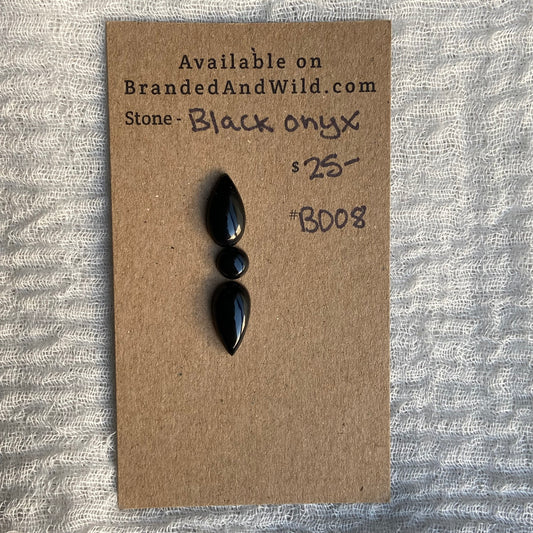 Available on
BrandedAndWild.com
Stone - Black onyx
$ 25-
#B008